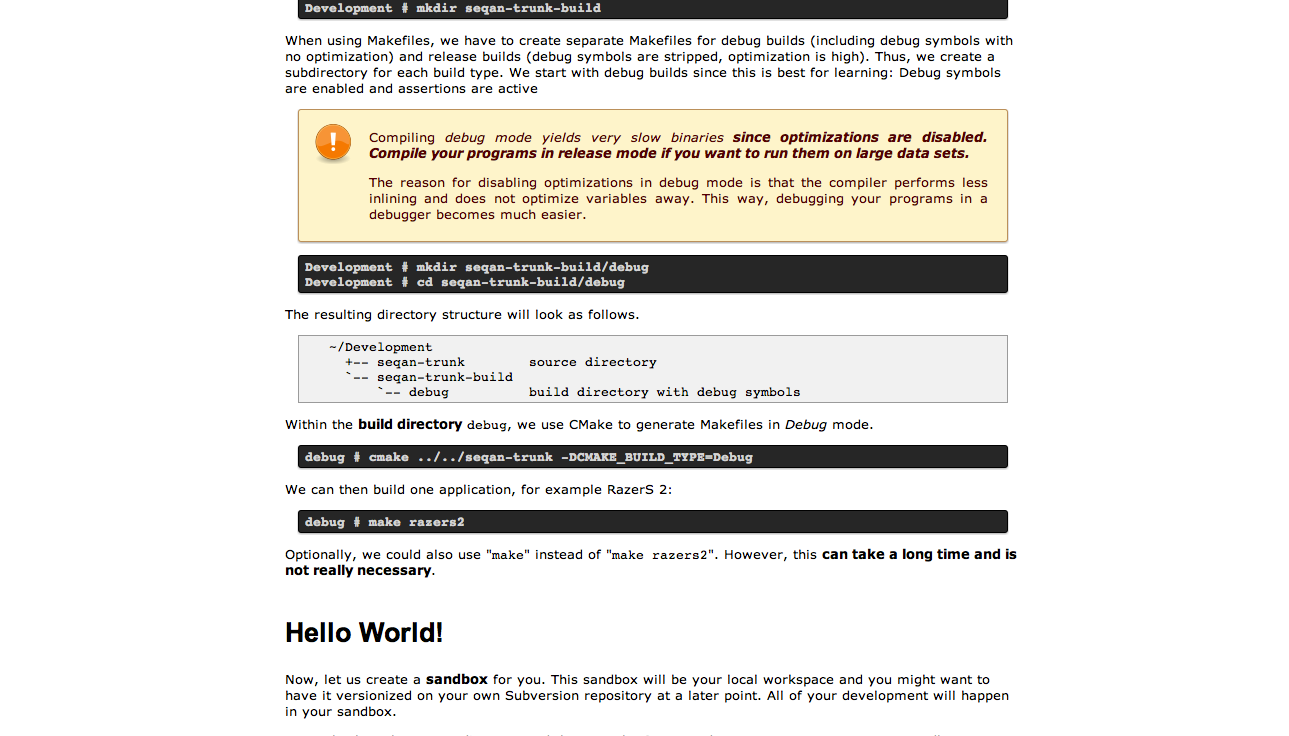 Development # mkdir seqan-trunk-build
When using Makefiles, we have to create separate Makefiles for debug builds (including debug symbols with
no optimization) and release builds (debug symbols are stripped, optimization is high). Thus, we create a
subdirectory for each build type. We start with debug builds since this is best for learning: Debug symbols
are enabled and assertions are active
Compiling debug mode yields very slow binaries since optimizations are disabled.
Compile your programs in release mode if you want to run them on large data sets.
The reason for disabling optimizations in debug mode is that the compiler performs less
inlining and does not optimize variables away. This way, debugging your programs in a
debugger becomes much easier.
Development # mkdir seqan-trunk-build/debug
Development # cd seqan-trunk-build/debug
The resulting directory structure will look as follows.
~/Development
+-- seqan-trunk        source directory
`-- seqan-trunk-build
`-- debug          build directory with debug symbols
Within the build directory debug, we use CMake to generate Makefiles in Debug mode.
debug # cmake ../../seqan-trunk -DCMAKE_BUILD_TYPE=Debug
We can then build one application, for example RazerS 2:
debug # make razers2
Optionally, we could also use "make" instead of "make razers2". However, this can take a long time and is
not really necessary.
Hello World!
Now, let us create a sandbox for you. This sandbox will be your local workspace and you might want to
have it versionized on your own Subversion repository at a later point. All of your development will happen
in your sandbox.